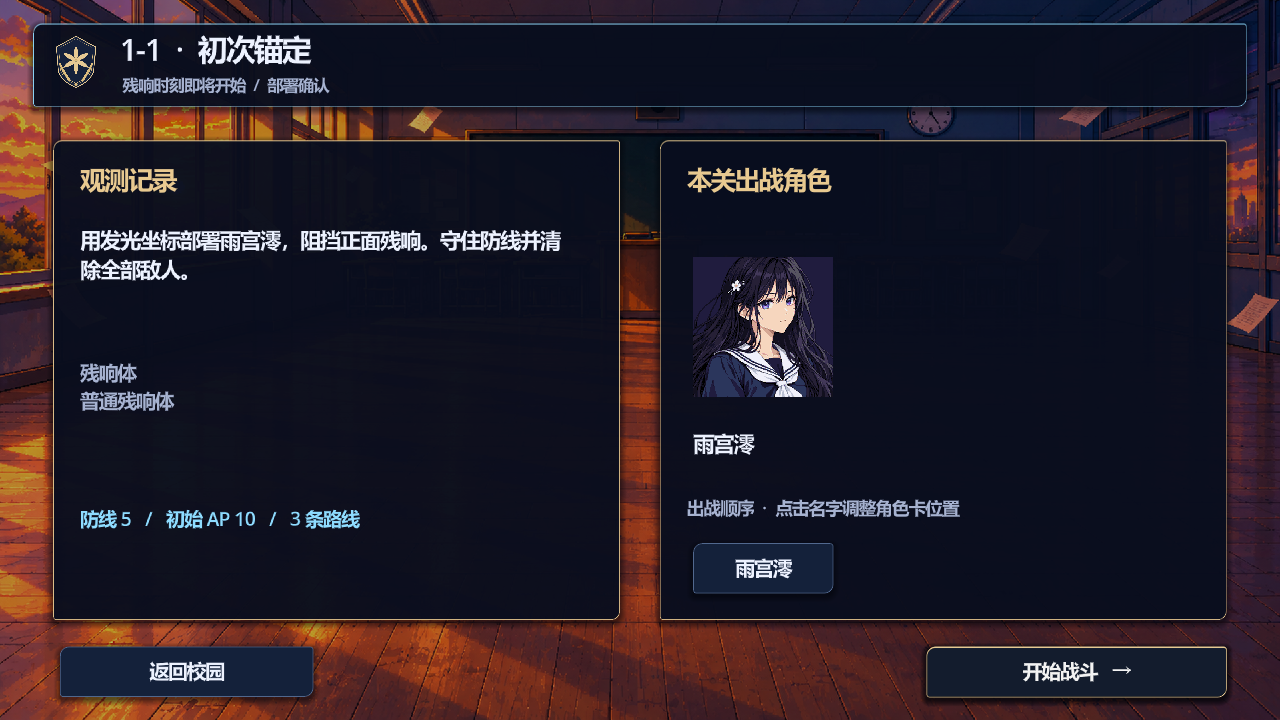 1-1 · 初次锚定
残响时刻即将开始 / 部署确认
观测记录
用发光坐标部署雨宫澪，阻挡正面残响。守住防线并清
除全部敌人。
残响体
普通残响体
防线 5 / 初始 AP 10 / 3 条路线
本关出战角色
雨宫澪
出战顺序 · 点击名字调整角色卡位置
雨宫澪
返回校园
开始战斗 →